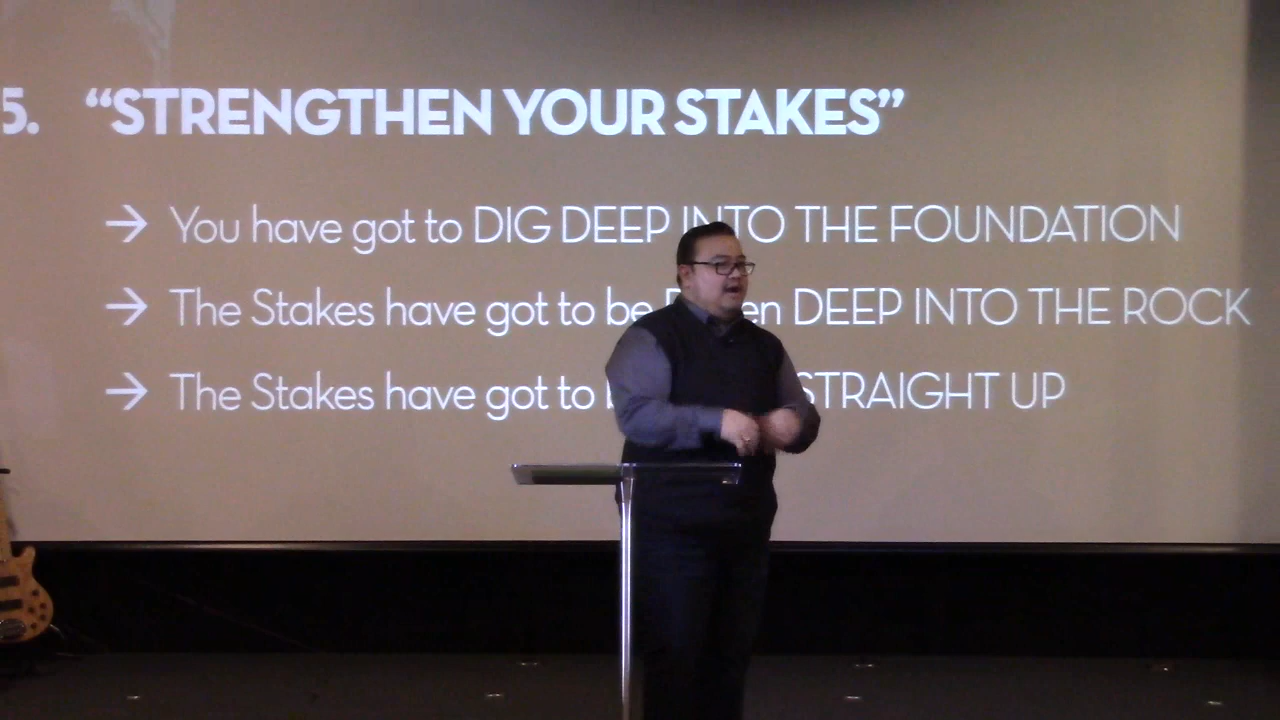 5. “STRENGTHEN YOUR STAKES”
→ You have got to DIG DEEP INTO THE FOUNDATION
→ The Stakes have got to be DEEP INTO THE ROCK
→ The Stakes have got to STRAIGHT UP